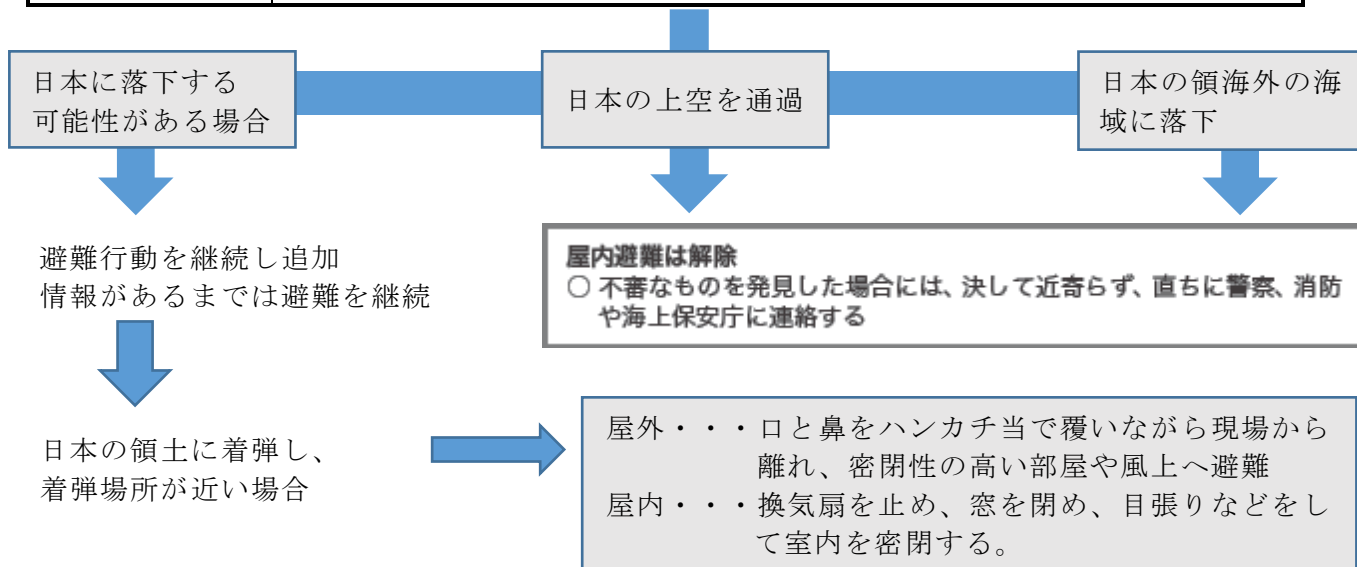 日本に落下する
可能性がある場合
日本の上空を通過
日本の領海外の海
域に落下
避難行動を継続し追加
情報があるまでは避難を継続
屋内避難は解除
○ 不審なものを発見した場合には、決して近寄らず、直ちに警察、消防
や海上保安庁に連絡する
日本の領土に着弾し、
着弾場所が近い場合
屋外・・・口と鼻をハンカチ当で覆いながら現場から
離れ、密閉性の高い部屋や風上へ避難
屋内・・・換気扇を止め、窓を閉め、目張りなどをし
て室内を密閉する。